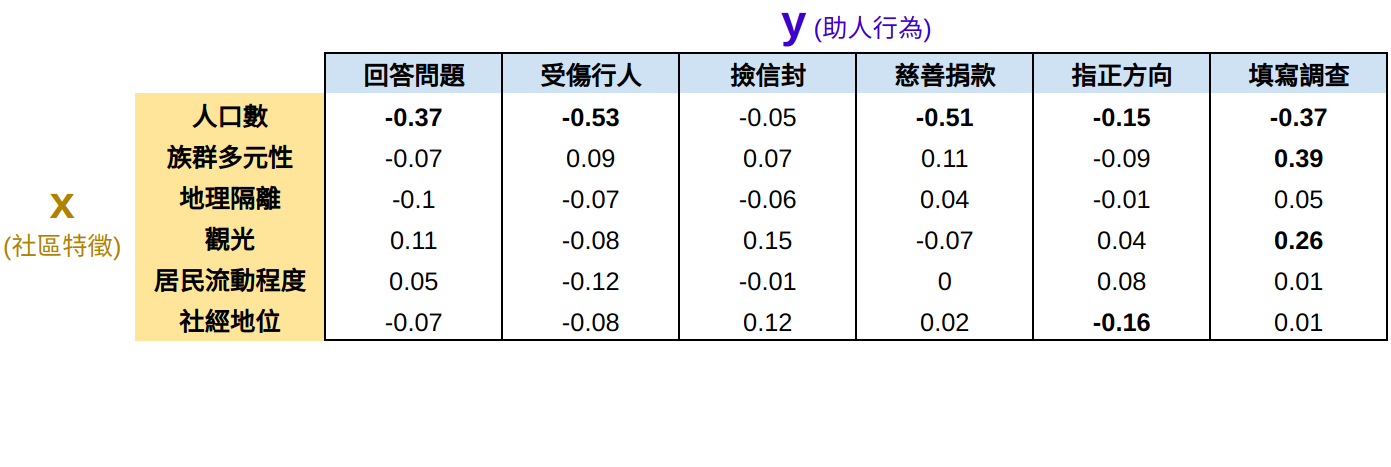 y (助人行為)
回答問題 受傷行人 撿信封 慈善捐款 指正方向 填寫調查
人口數 -0.37 -0.53 -0.05 -0.51 -0.15 -0.37
族群多元性 -0.07 0.09 0.07 0.11 -0.09 0.39
地理隔離 -0.1 -0.07 -0.06 0.04 -0.01 0.05
x
(社區特徵)
觀光 0.11 -0.08 0.15 -0.07 0.04 0.26
居民流動程度 0.05 -0.12 -0.01 0 0.08 0.01
社經地位 -0.07 -0.08 0.12 0.02 -0.16 0.01